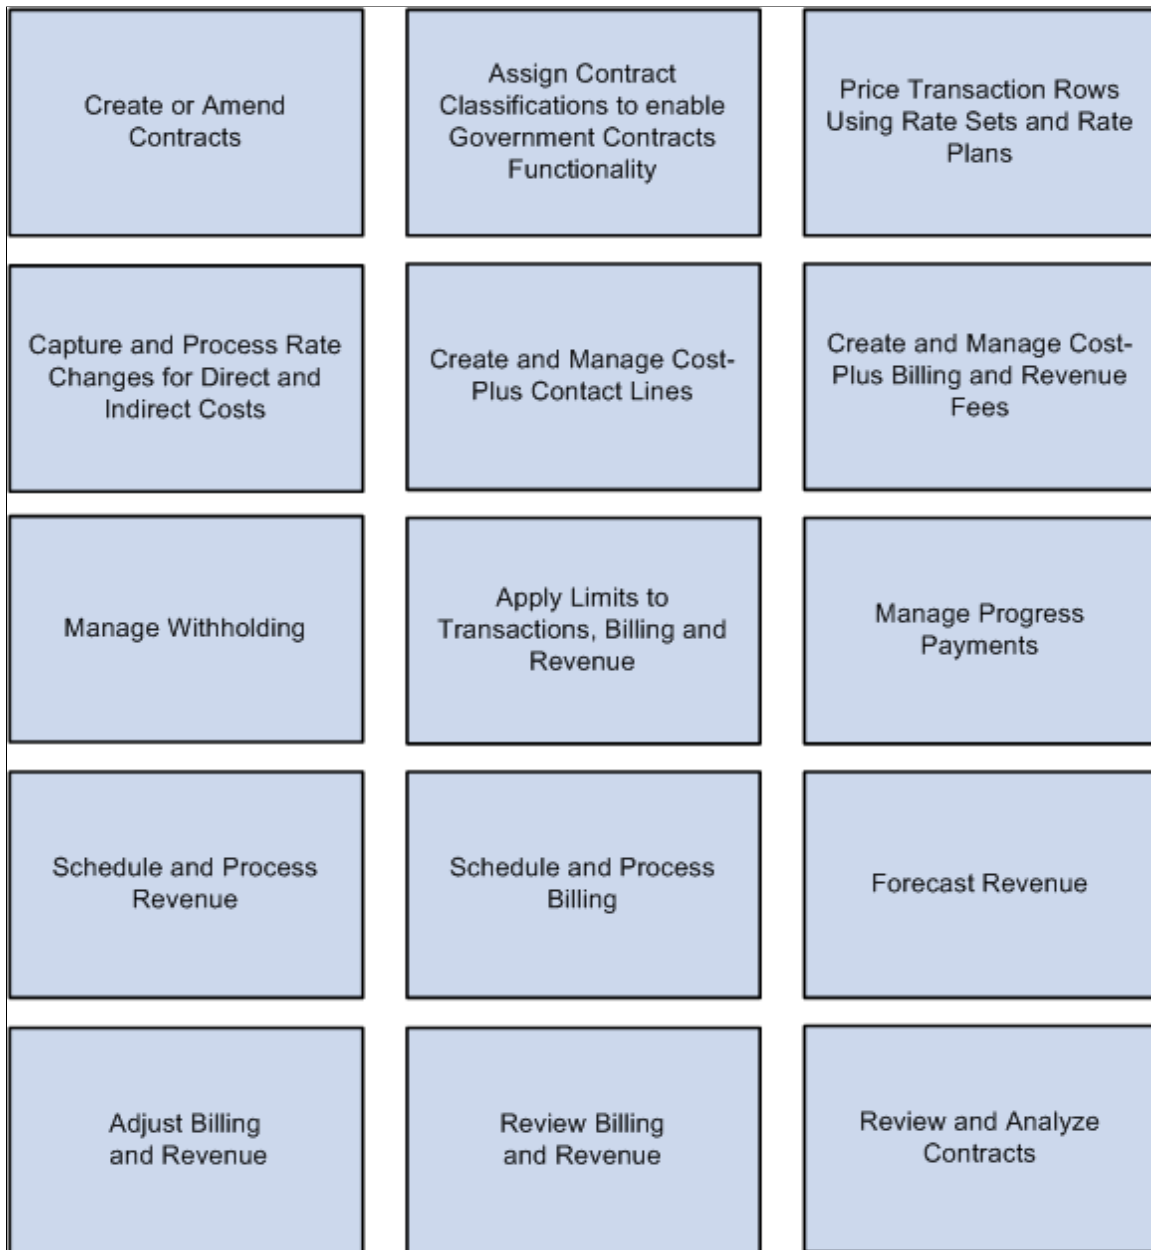 Create or Amend
Contracts
Assign Contract
Classifications to enable
Government Contracts
Functionality
Price Transaction Rows
Using Rate Sets and Rate
Plans
Capture and Process Rate
Changes for Direct and
Indirect Costs
Create and Manage Cost-
Plus Contact Lines
Create and Manage Cost-
Plus Billing and Revenue
Fees
Manage Withholding
Apply Limits to
Transactions, Billing and
Revenue
Manage Progress
Payments
Schedule and Process
Revenue
Schedule and Process
Billing
Forecast Revenue
Adjust Billing
and Revenue
Review Billing
and Revenue
Review and Analyze
Contracts